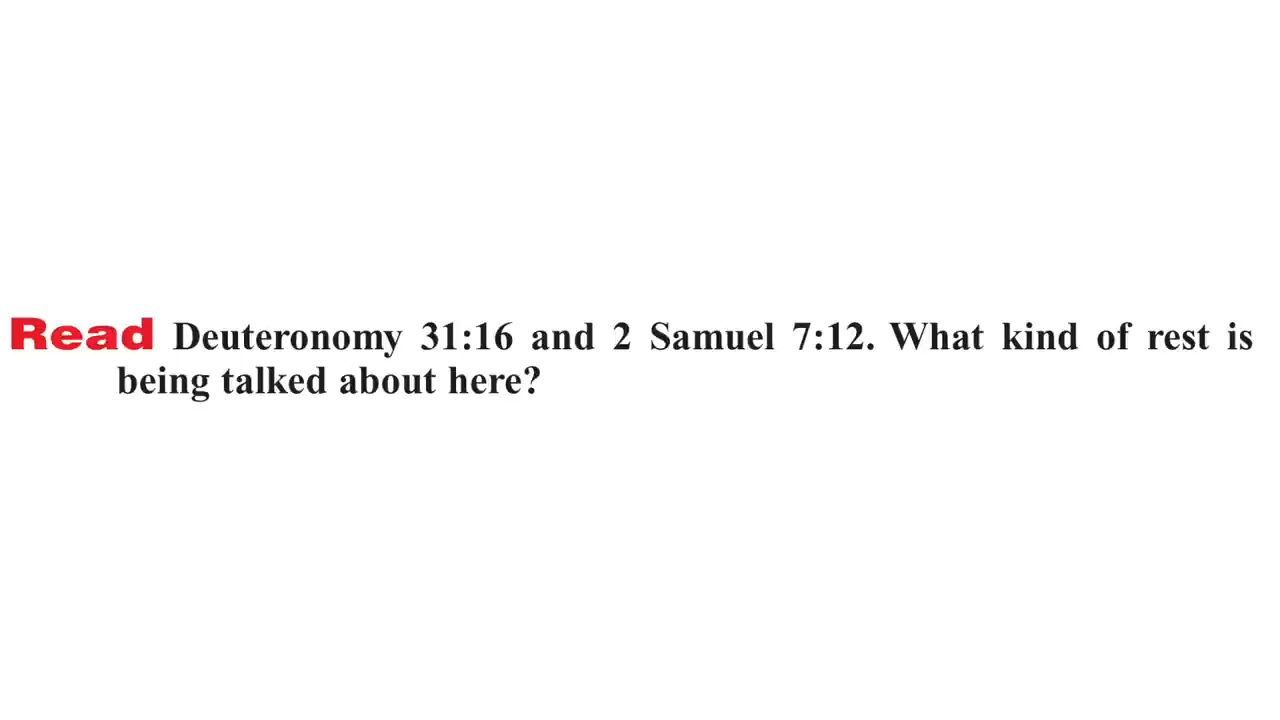 Read Deuteronomy 31:16 and 2 Samuel 7:12. What kind of rest is
being talked about here?